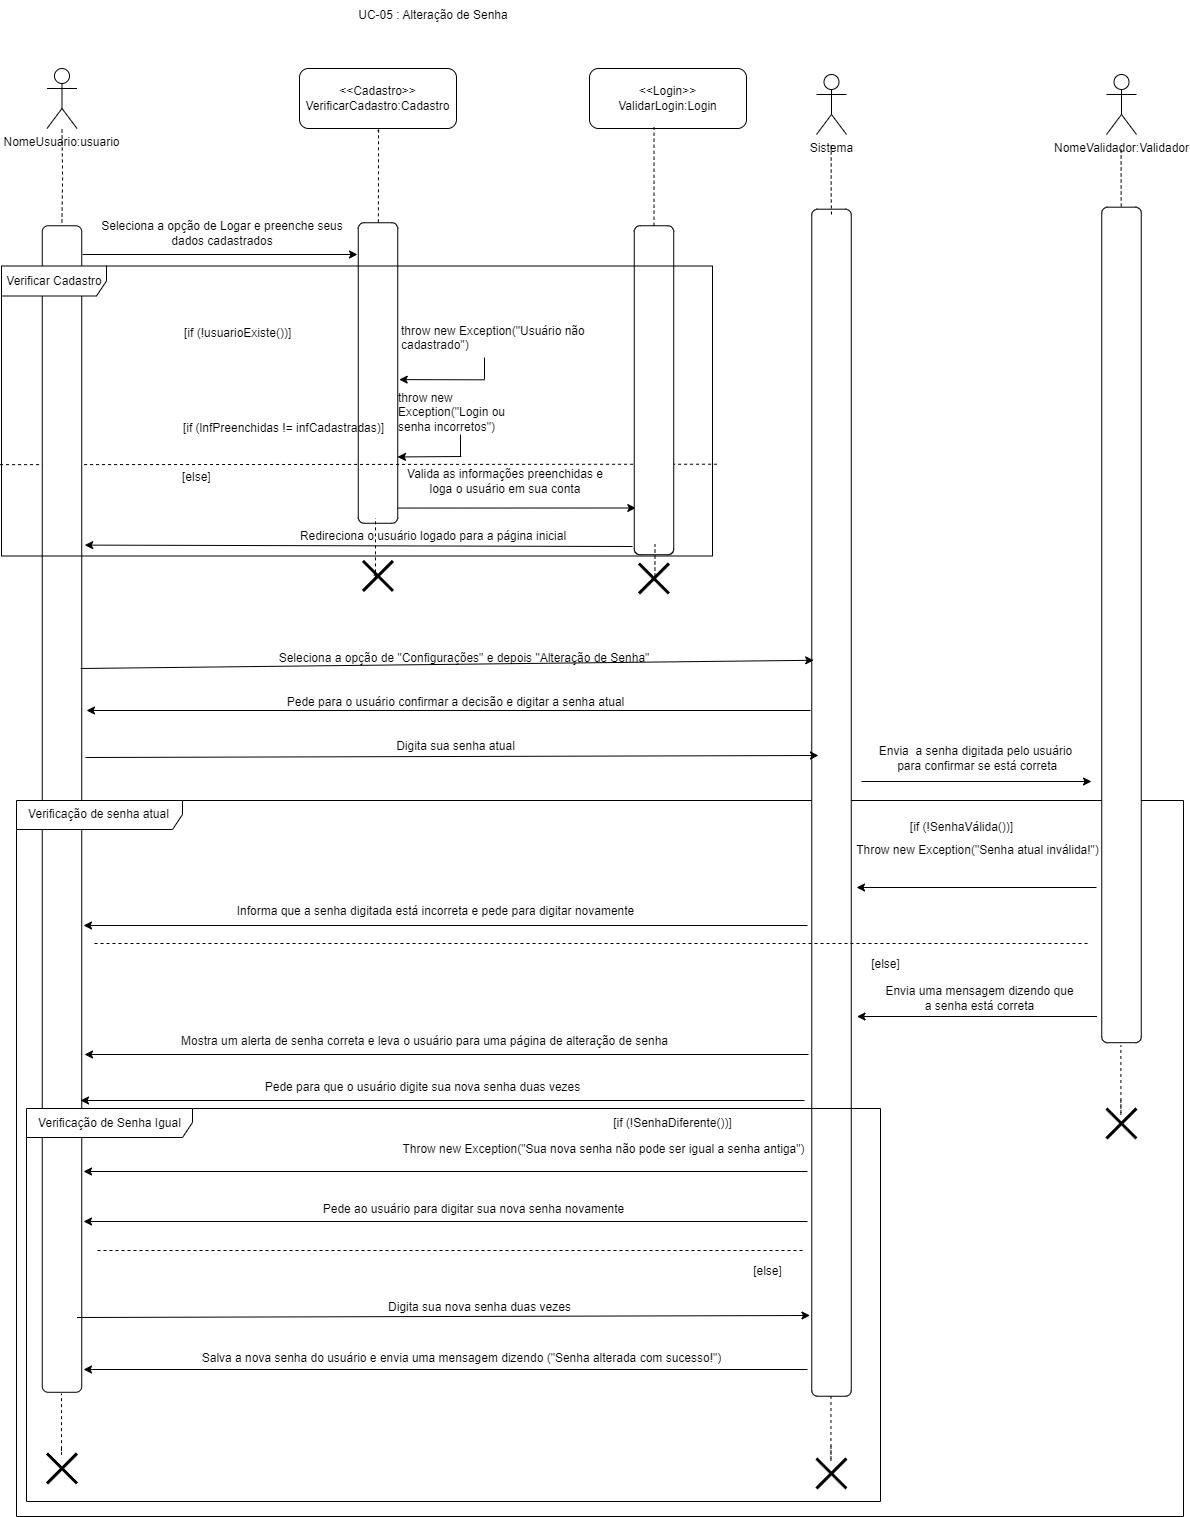 UC-05 : Alteração de Senha
<<Cadastro>>
VerificarCadastro:Cadastro
<<Login>>
ValidarLogin:Login
NomeUsuario:usuario
Sistema
NomeValidador:Validador
Seleciona a opção de Logar e preenche seus
dados cadastrados
Verificar Cadastro
[if (!usuarioExiste())]
throw new Exception("Usuário não
cadastrado")
throw new
Exception("Login ou
senha incorretos")
[if (InfPreenchidas != infCadastradas)]
[else]
Valida as informações preenchidas e
loga o usuário em sua conta
Redireciona o usuário logado para a página inicial
Seleciona a opção de "Configurações" e depois "Alteração de Senha"
Pede para o usuário confirmar a decisão e digitar a senha atual
Digita sua senha atual
Envia  a senha digitada pelo usuário
para confirmar se está correta
Verificação de senha atual
[if (!SenhaVálida())]
Throw new Exception("Senha atual inválida!")
Informa que a senha digitada está incorreta e pede para digitar novamente
[else]
Envia uma mensagem dizendo que
a senha está correta
Mostra um alerta de senha correta e leva o usuário para uma página de alteração de senha
Pede para que o usuário digite sua nova senha duas vezes
Verificação de Senha Igual
[if (!SenhaDiferente())]
Throw new Exception("Sua nova senha não pode ser igual a senha antiga")
Pede ao usuário para digitar sua nova senha novamente
[else]
Digita sua nova senha duas vezes
Salva a nova senha do usuário e envia uma mensagem dizendo ("Senha alterada com sucesso!")